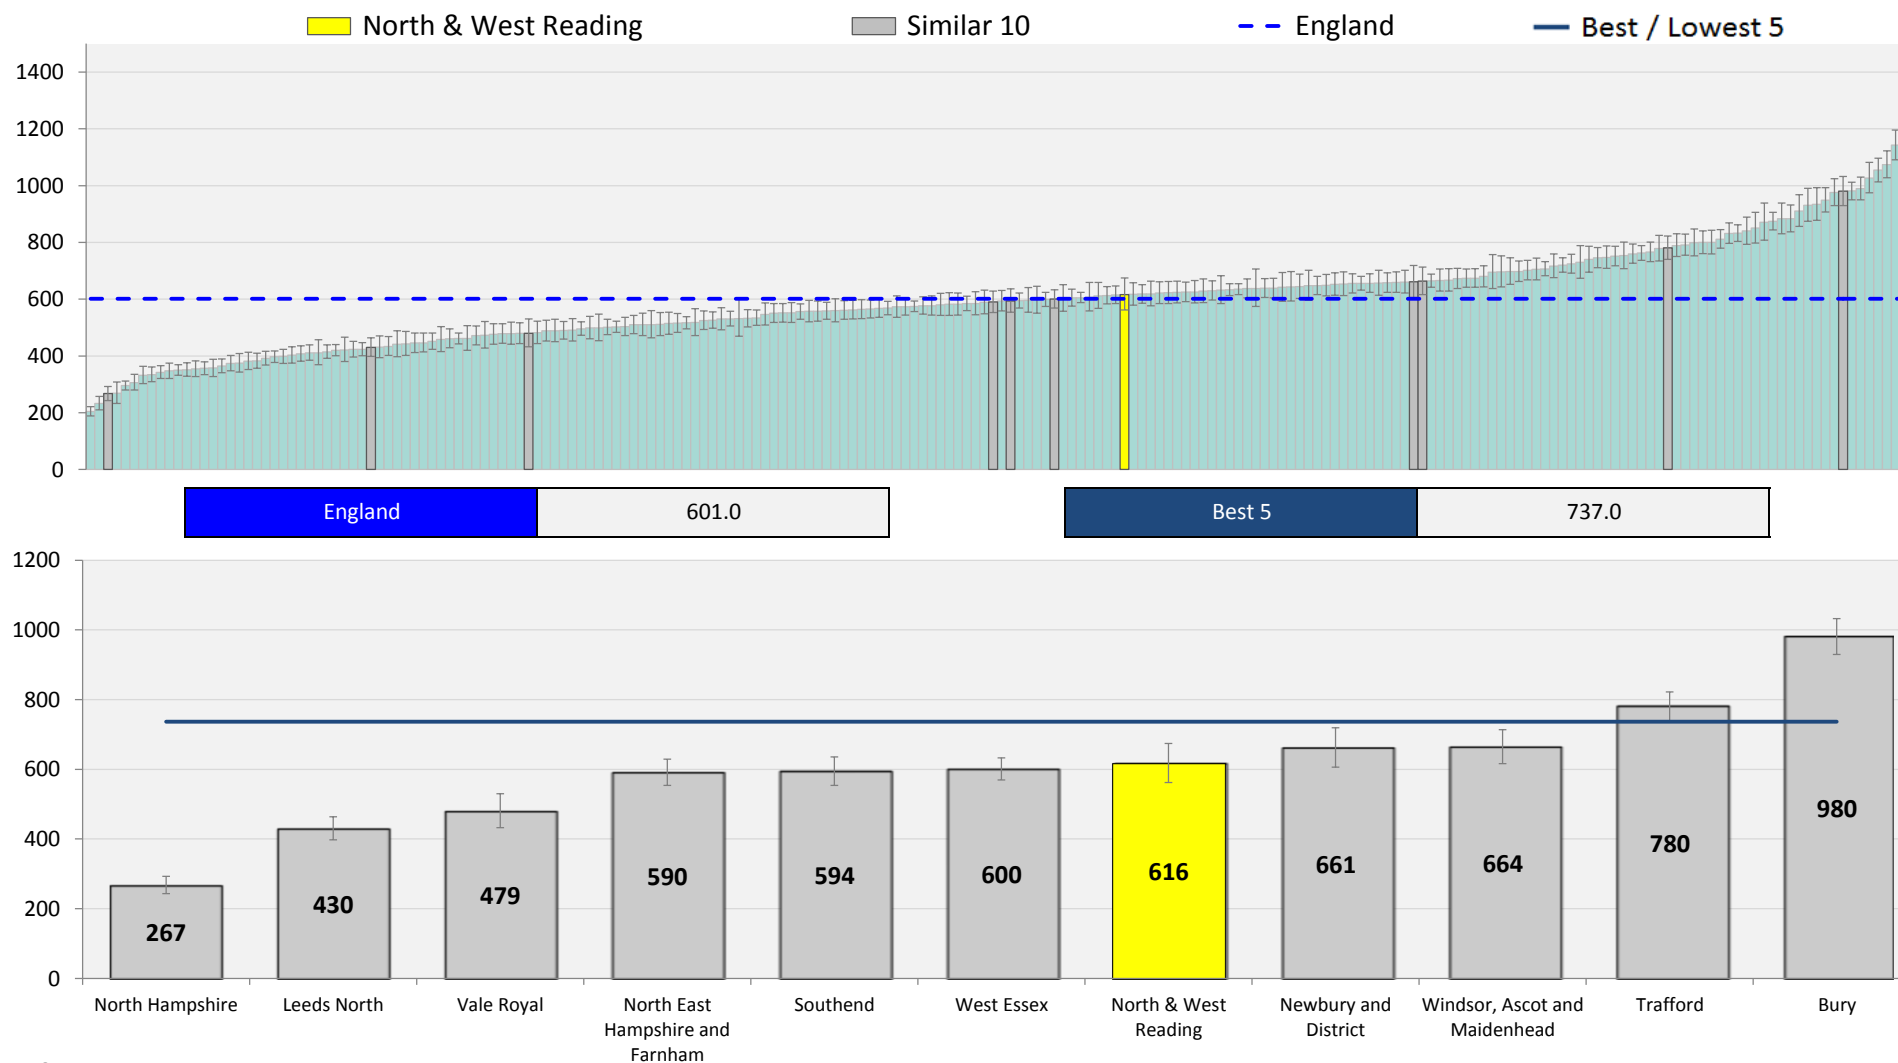 North & West Reading
Similar 10
England
Best / Lowest 5
1400
1200
1000
800
600
400
200
0
England
601.0
Best 5
737.0
1200
1000
800
600
400
200
0
267
430
479
590
594
600
616
661
664
780
980
North Hampshire
Leeds North
Vale Royal
North East
Hampshire and
Farnham
Southend
West Essex
North & West
Reading
Newbury and
District
Windsor, Ascot and
Maidenhead
Trafford
Bury